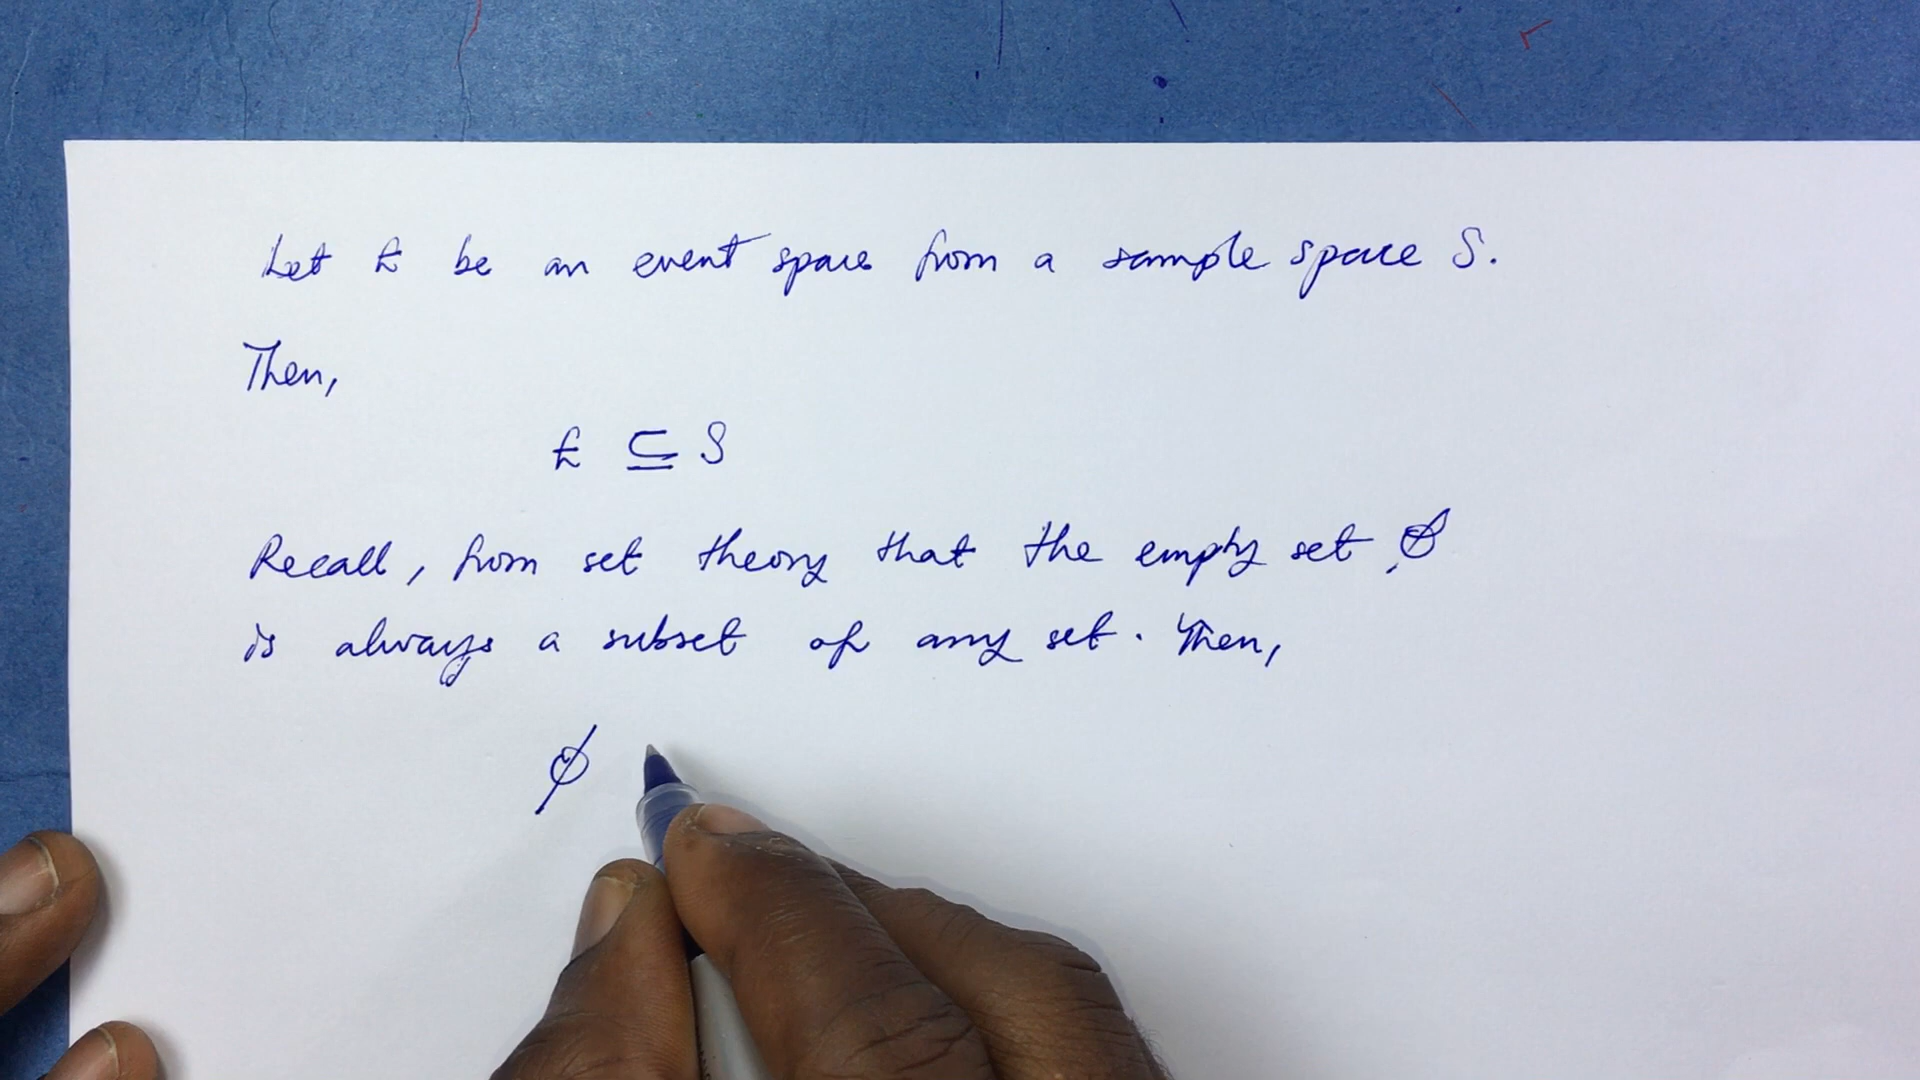 Let E be an event space from a sample space S.
Then,
E ⊆ S
Recall, from set theory that the empty set, ∅
is always a subset of any set. Then,
∅